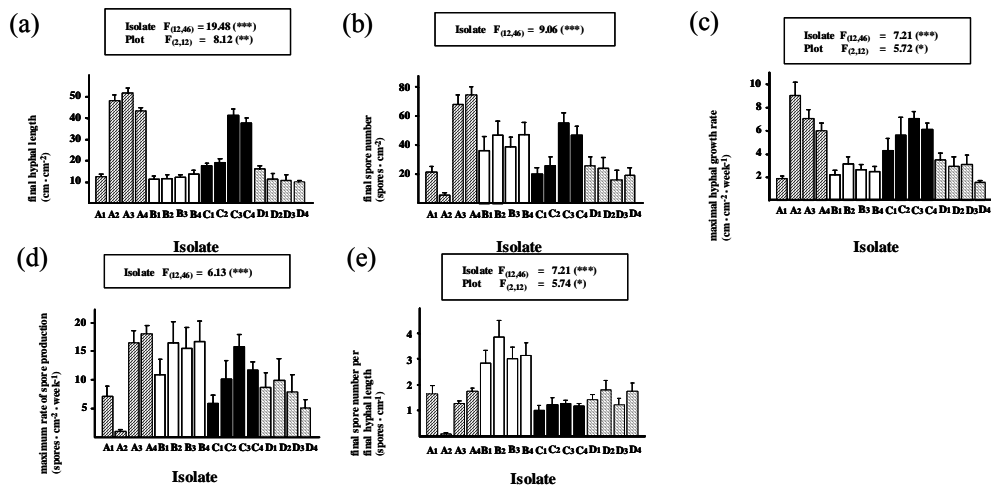 (a)
Isolate F(12,46) = 19.48 (***)
Plot F(2,12) = 8.12 (**)
final hyphal length
(cm · cm-2)
50
40
30
20
10
A1 A2 A3 A4 B1 B2 B3 B4 C1 C2 C3 C4 D1 D2 D3 D4
Isolate
(b)
Isolate F(12,46) = 9.06 (***)
final spore number
(spores · cm-2)
80
60
40
20
A1 A2 A3 A4 B1 B2 B3 B4 C1 C2 C3 C4 D1 D2 D3 D4
Isolate
(c)
Isolate F(12,46) = 7.21 (***)
Plot F(2,12) = 5.72 (*)
maximal hyphal growth rate
(cm · cm-2 · week-1)
10
8
6
4
2
A1 A2 A3 A4 B1 B2 B3 B4 C1 C2 C3 C4 D1 D2 D3 D4
Isolate
(d)
Isolate F(12,46) = 6.13 (***)
maximum rate of spore production
(spores · cm-2 · week-1)
20
15
10
5
A1 A2 A3 A4 B1 B2 B3 B4 C1 C2 C3 C4 D1 D2 D3 D4
Isolate
(e)
Isolate F(12,46) = 7.21 (***)
Plot F(2,12) = 5.74 (*)
final spore number per
final hyphal length
(spores · cm-1)
4
3
2
1
A1 A2 A3 A4 B1 B2 B3 B4 C1 C2 C3 C4 D1 D2 D3 D4
Isolate